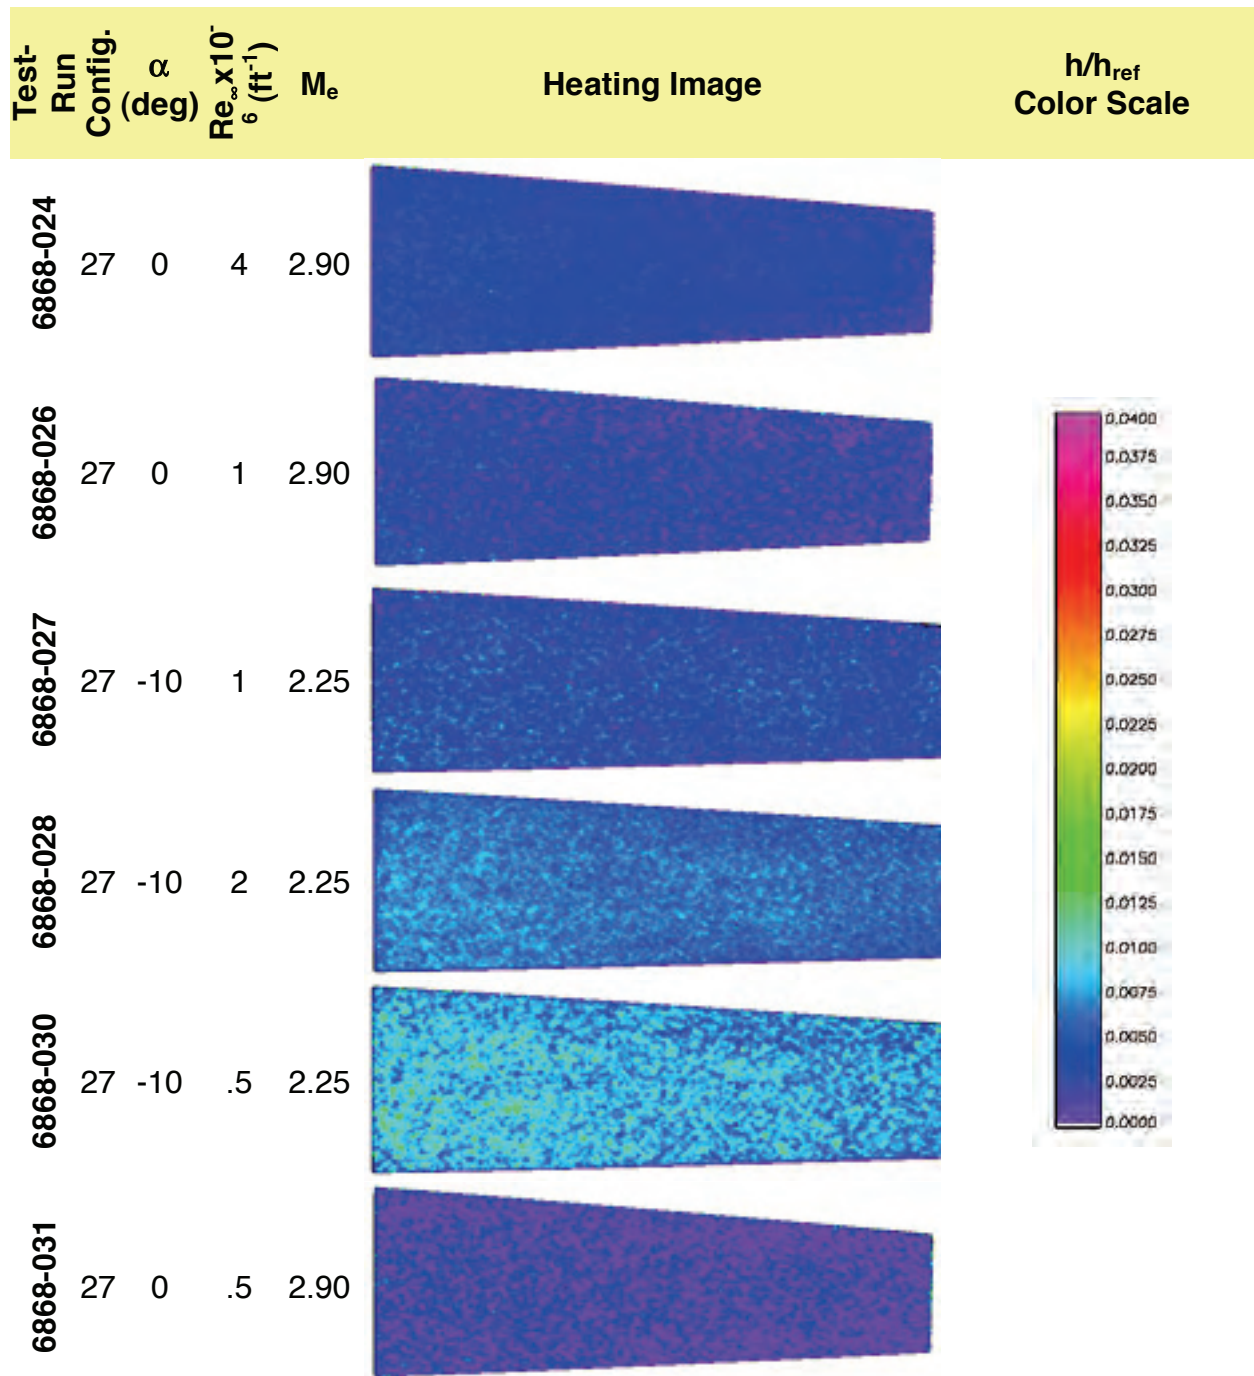 Test-
Run
Config.
α
(deg)
Re∞x10-
6 (ft-1)
Me
Heating Image
h/href
Color Scale
6868-024 27 0 4 2.90
6868-026 27 0 1 2.90
6868-027 27 -10 1 2.25
6868-028 27 -10 2 2.25
6868-030 27 -10 .5 2.25
6868-031 27 0 .5 2.90
0.0400
0.0375
0.0350
0.0325
0.0300
0.0275
0.0250
0.0225
0.0200
0.0175
0.0150
0.0125
0.0100
0.0075
0.0050
0.0025
0.0000